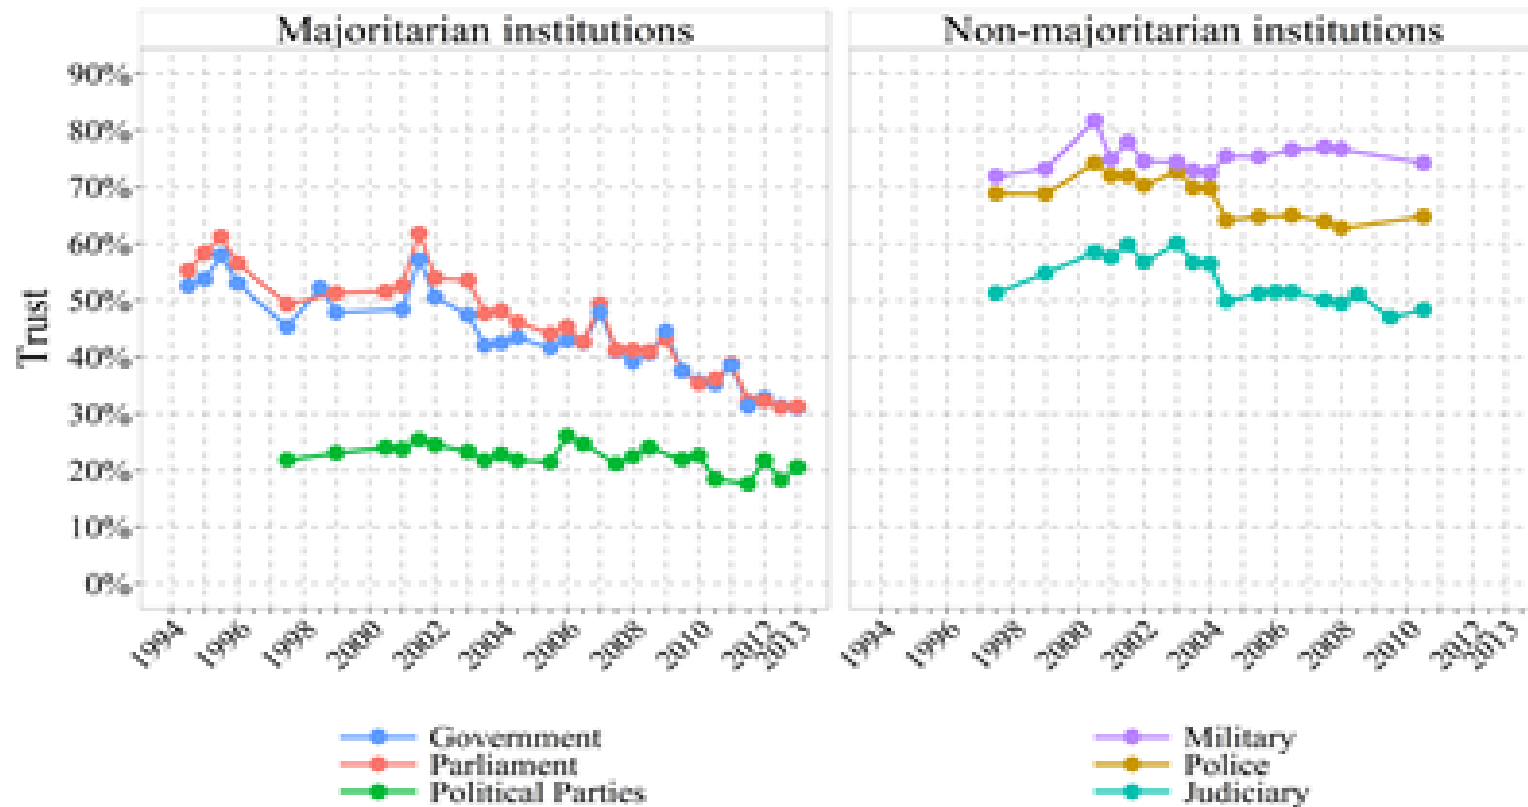 Majoritarian institutions
Non-majoritarian institutions
90%
80%
70%
60%
50%
40%
30%
20%
10%
0%
Trust
1994 1996 1998 2000 2002 2004 2006 2008 2010 2012 2013
1994 1996 1998 2000 2002 2004 2006 2008 2010 2012 2013
Government
Parliament
Political Parties
Military
Police
Judiciary